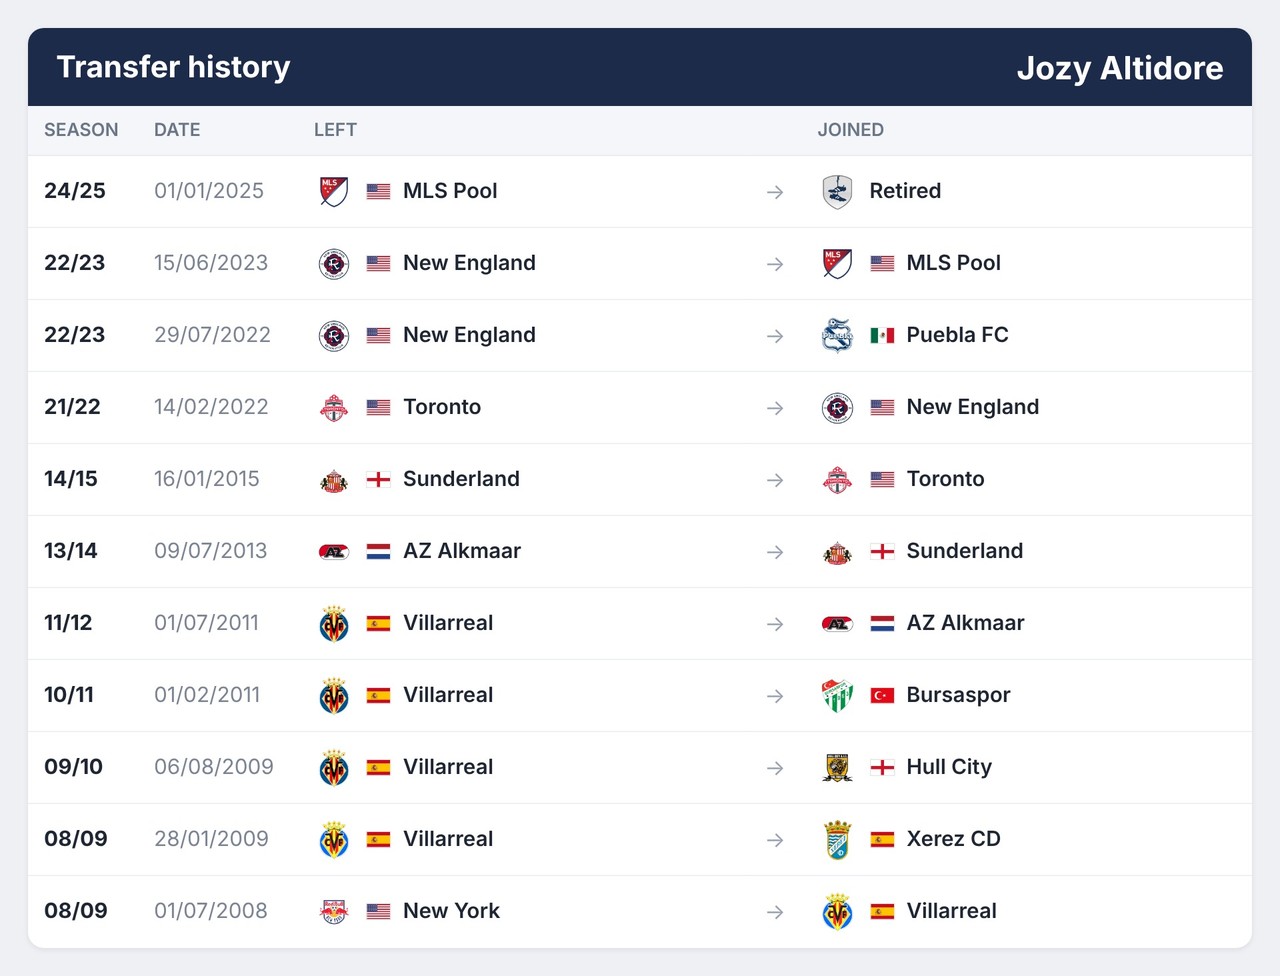 Transfer history Jozy Altidore
SEASON DATE LEFT JOINED
24/25 01/01/2025 MLS MLS Pool → Retired
22/23 15/06/2023 New England → MLS MLS Pool
22/23 29/07/2022 New England → Puebla FC
21/22 14/02/2022 Toronto → New England
14/15 16/01/2015 Sunderland → Toronto
13/14 09/07/2013 AZ AZ Alkmaar → Sunderland
11/12 01/07/2011 Villarreal → AZ AZ Alkmaar
10/11 01/02/2011 Villarreal → Bursaspor
09/10 06/08/2009 Villarreal → Hull City
08/09 28/01/2009 Villarreal → Xerez CD
08/09 01/07/2008 New York → Villarreal